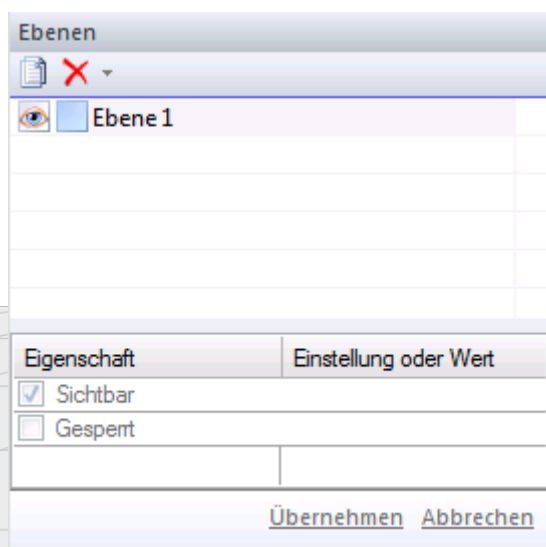 Ebenen
Ebene 1
Eigenschaft Einstellung oder Wert
Sichtbar
Gesperrt
Übernehmen Abbrechen